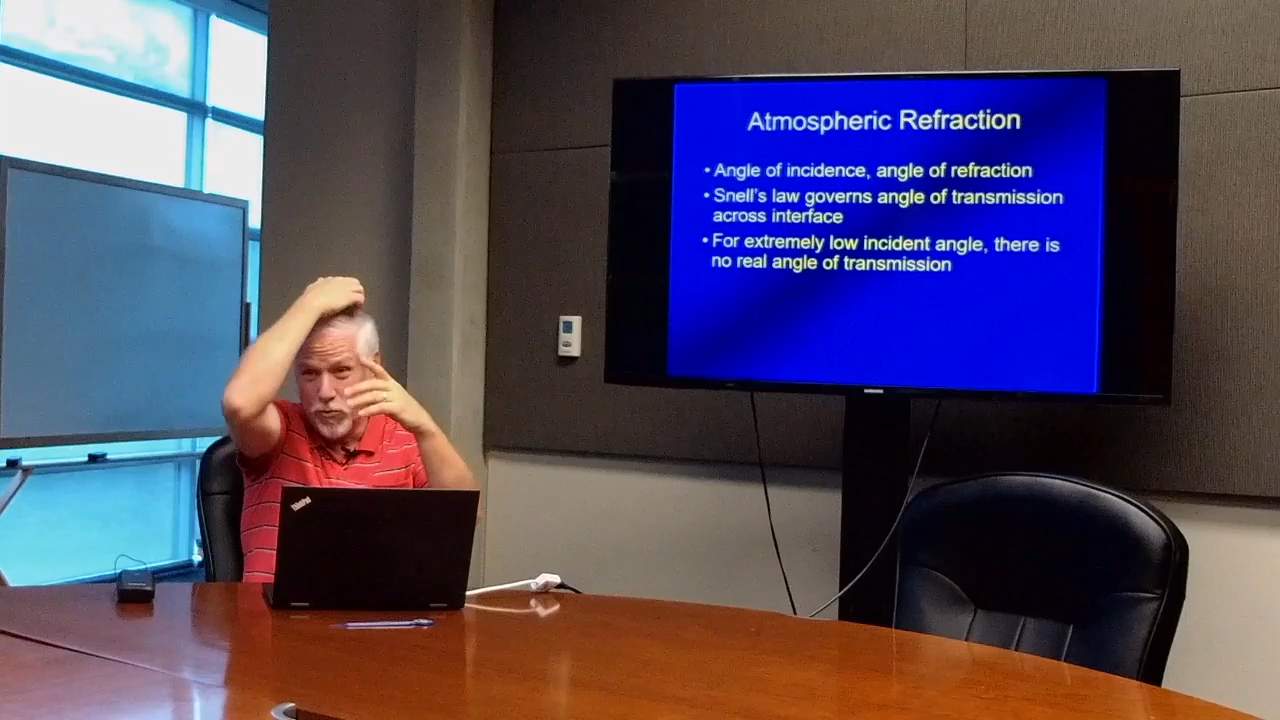 Atmospheric Refraction
• Angle of incidence, angle of refraction
• Snell's law governs angle of transmission
across interface
• For extremely low incident angle, there is
no real angle of transmission
ThinkPad